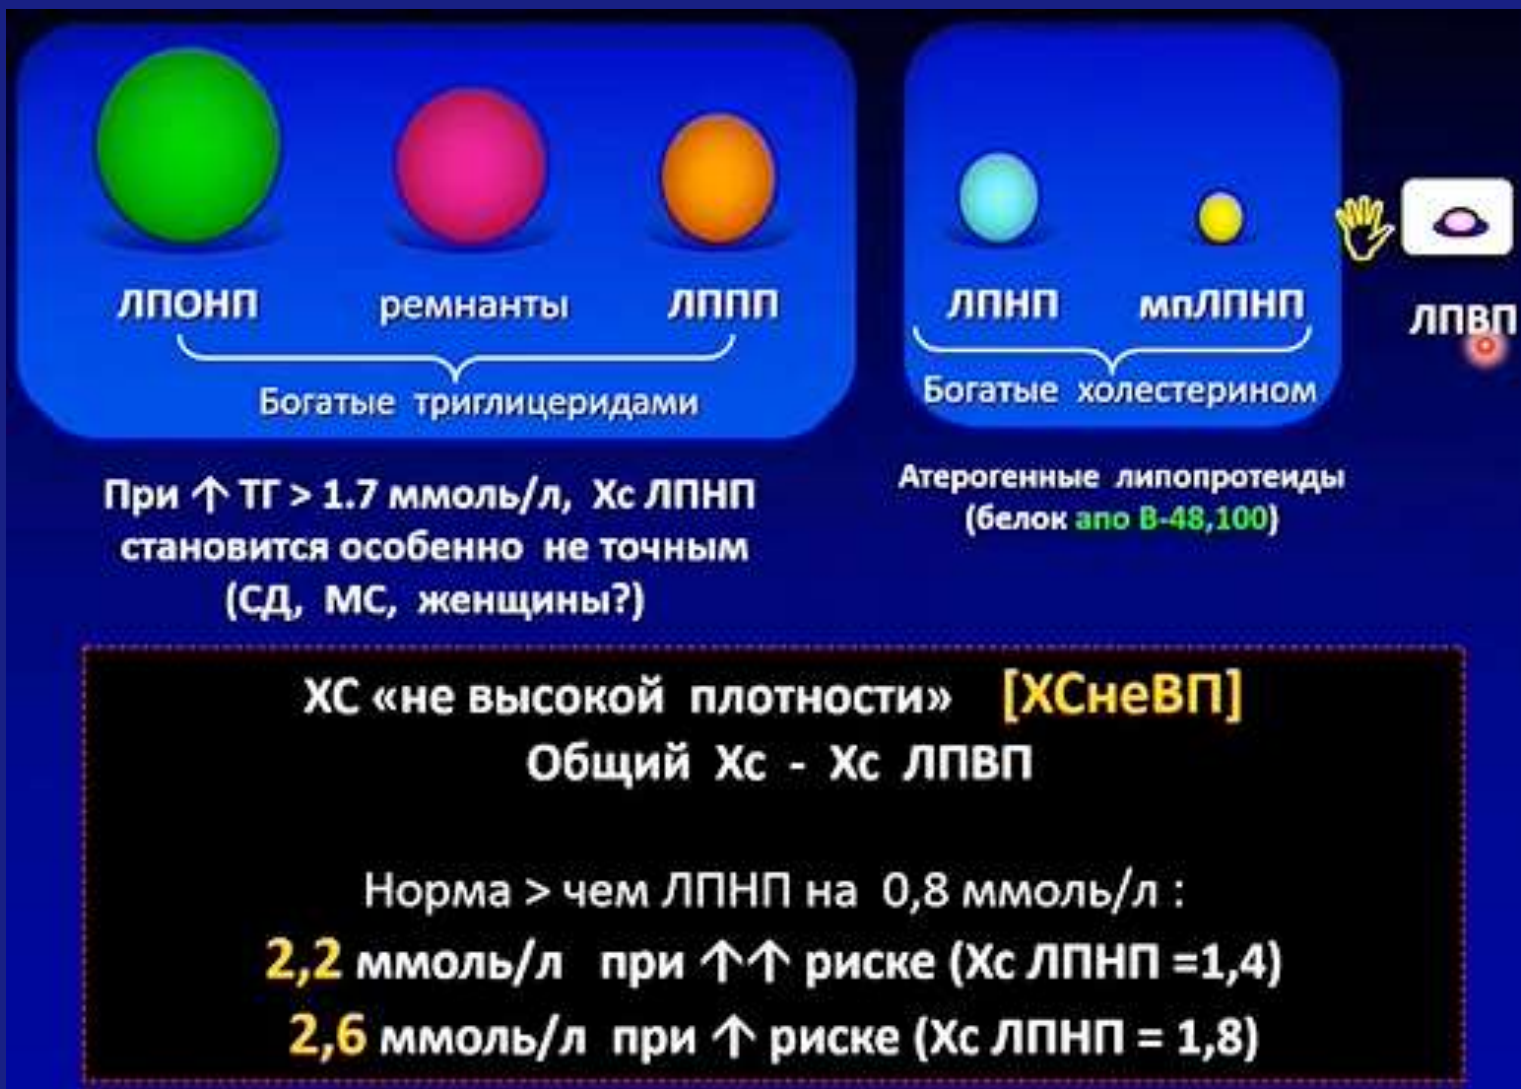 ЛПОНП ремнанты ЛППП
Богатые триглицеридами
ЛПНП мпЛПНП
Богатые холестерином
ЛПВП
При ↑ ТГ > 1.7 ммоль/л, Хс ЛПНП
становится особенно не точным
(СД, МС, женщины?)
Атерогенные липопротеиды
(белок апо В-48,100)
ХС «не высокой плотности» [ХСнеВП]
Общий Хс - Хс ЛПВП
Норма > чем ЛПНП на 0,8 ммоль/л :
2,2 ммоль/л при ↑↑ риске (Хс ЛПНП =1,4)
2,6 ммоль/л при ↑ риске (Хс ЛПНП = 1,8)